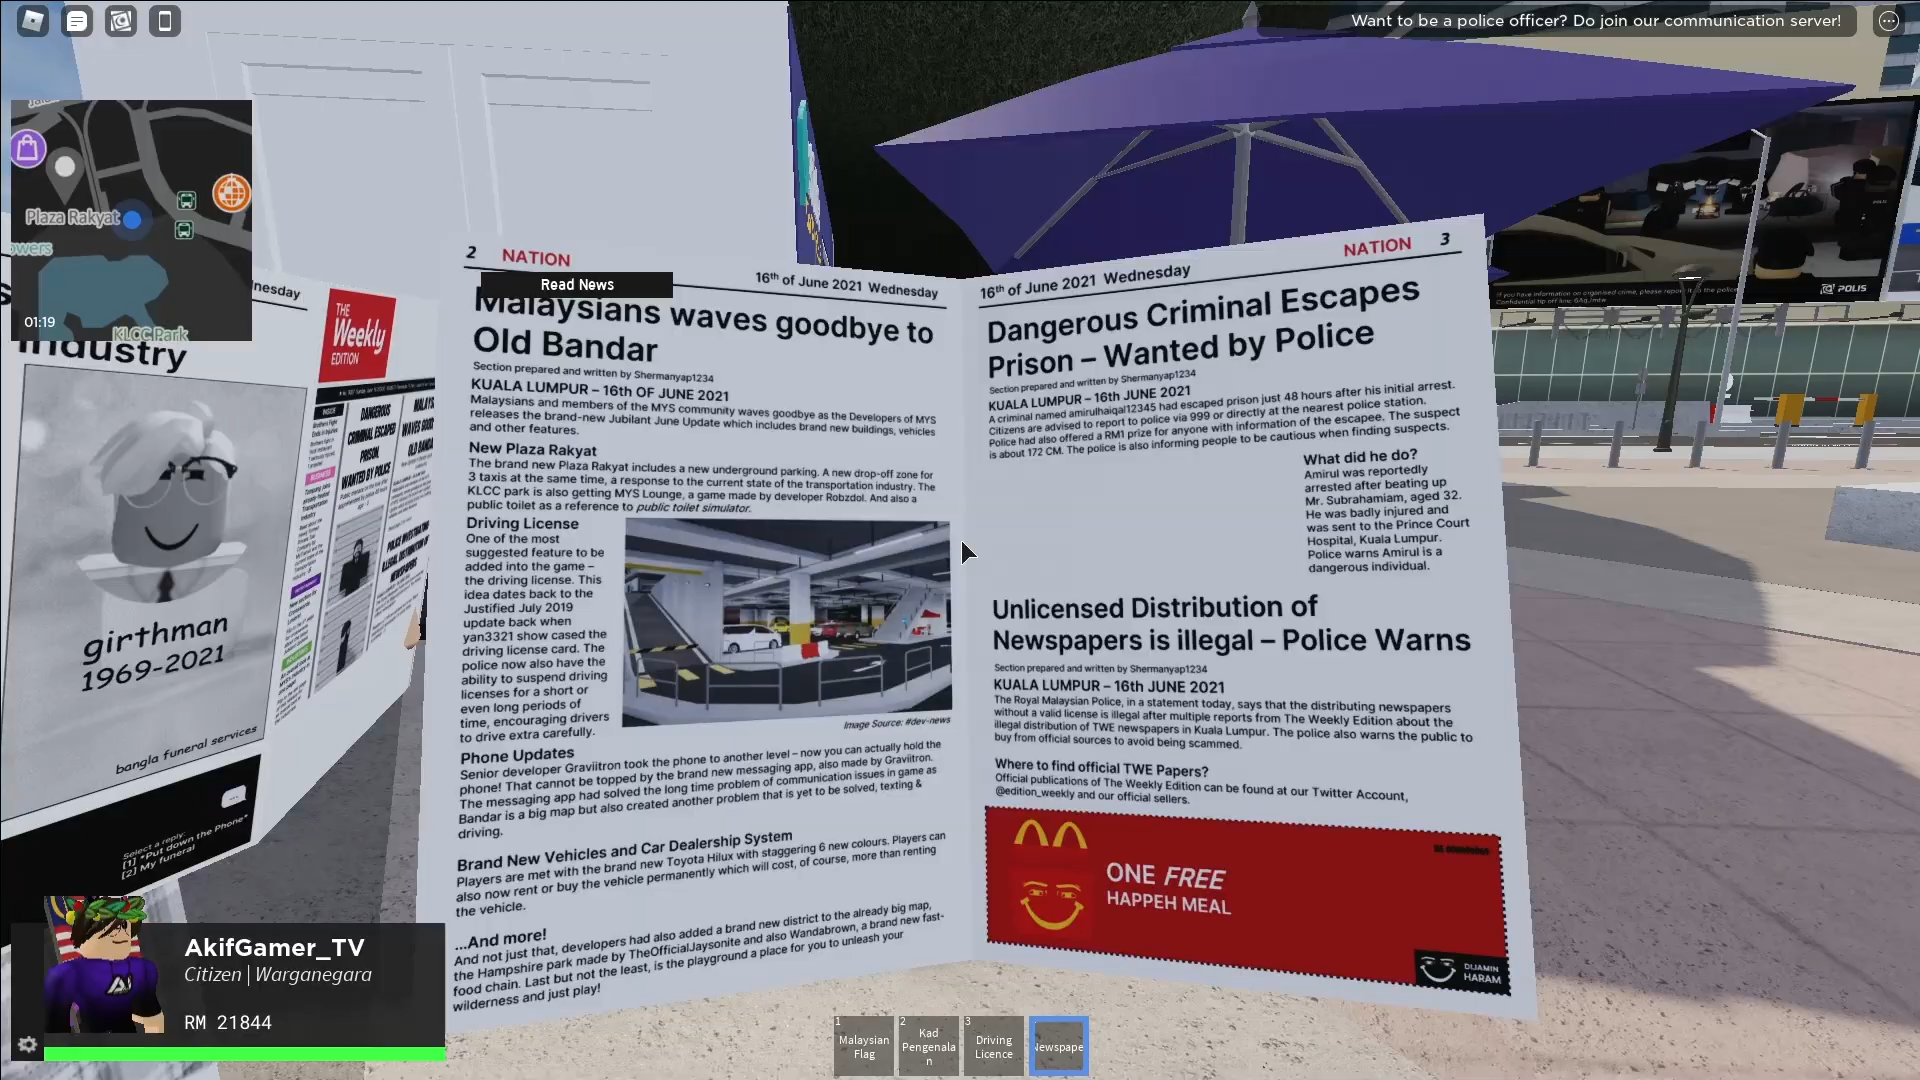 Want to be a police officer? Do join our communication server!
Plaza Rakyat
owers
KLCC Park
01:19
nesday
Industry
THE
Weekly
EDITION
DANGEROUS
CRIMINAL ESCAPED
PRISON.
WANTED BY POLICE
girthman
1969-2021
bangla funeral services
Select a reply:
[1] *Put down the Phone*
[2] My funeral
2 NATION
Read News
16th of June 2021 Wednesday
Malaysians waves goodbye to
Old Bandar
Section prepared and written by Shermanyap1234
KUALA LUMPUR – 16th OF JUNE 2021
Malaysians and members of the MYS community waves goodbye as the Developers of MYS
releases the brand-new Jubilant June Update which includes brand new buildings, vehicles
and other features.
New Plaza Rakyat
The brand new Plaza Rakyat includes a new underground parking. A new drop-off zone for
3 taxis at the same time, a response to the current state of the transportation industry. The
KLCC park is also getting MYS Lounge, a game made by developer Robzdol. And also a
public toilet as a reference to public toilet simulator.
Driving License
One of the most
suggested feature to be
added into the game –
the driving license. This
idea dates back to the
Justified July 2019
update back when
yan3321 show cased the
driving license card. The
police now also have the
ability to suspend driving
licenses for a short or
even long periods of
time, encouraging drivers
to drive extra carefully.
Image Source: #dev-news
Phone Updates
Senior developer Graviitron took the phone to another level – now you can actually hold the
phone! That cannot be topped by the brand new messaging app, also made by Graviitron.
The messaging app had solved the long time problem of communication issues in game as
Bandar is a big map but also created another problem that is yet to be solved, texting &
driving.
Brand New Vehicles and Car Dealership System
Players are met with the brand new Toyota Hilux with staggering 6 new colours. Players can
also now rent or buy the vehicle permanently which will cost, of course, more than renting
the vehicle.
...And more!
And not just that, developers had also added a brand new district to the already big map,
the Hampshire park made by TheOfficialJaysonite and also Wandabrown, a brand new fast-
food chain. Last but not the least, is the playground a place for you to unleash your
wilderness and just play!
16th of June 2021 Wednesday
NATION 3
Dangerous Criminal Escapes
Prison – Wanted by Police
Section prepared and written by Shermanyap1234
KUALA LUMPUR – 16th JUNE 2021
A criminal named amirulhaiqal12345 had escaped prison just 48 hours after his initial arrest.
Citizens are advised to report to police via 999 or directly at the nearest police station.
Police had also offered a RM1 prize for anyone with information of the escapee. The suspect
is about 172 CM. The police is also informing people to be cautious when finding suspects.
What did he do?
Amirul was reportedly
arrested after beating up
Mr. Subrahamiam, aged 32.
He was badly injured and
was sent to the Prince Court
Hospital, Kuala Lumpur.
Police warns Amirul is a
dangerous individual.
Unlicensed Distribution of
Newspapers is illegal – Police Warns
Section prepared and written by Shermanyap1234
KUALA LUMPUR – 16th JUNE 2021
The Royal Malaysian Police, in a statement today, says that the distributing newspapers
without a valid license is illegal after multiple reports from The Weekly Edition about the
illegal distribution of TWE newspapers in Kuala Lumpur. The police also warns the public to
buy from official sources to avoid being scammed.
Where to find official TWE Papers?
Official publications of The Weekly Edition can be found at our Twitter Account,
@edition_weekly and our official sellers.
ONE FREE
HAPPEH MEAL
DIJAMIN
HARAM
If you have information on organised crime, please
POLIS
AkifGamer_TV
Citizen | Warganegara
RM 21844
1
Malaysian
Flag
2
Kad
Pengenala
n
3
Driving
Licence
Newspape